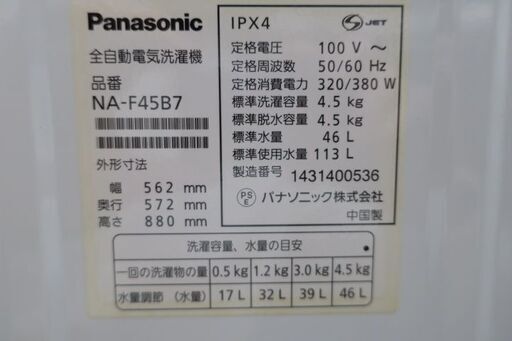 Panasonic
全自動電気洗濯機
品番
NA-F45B7
外形寸法
幅 562 mm
奥行 572 mm
高さ 880 mm
IPX4
S JET
定格電圧 100 V ～
定格周波数 50/60 Hz
定格消費電力 320/380 W
標準洗濯容量 4.5 kg
標準脱水容量 4.5 kg
標準水量 46 L
標準使用水量 113 L
製造番号 1431400536
PS E パナソニック株式会社
中国製
洗濯容量、水量の目安
一回の洗濯物の量 0.5 kg 1.2 kg 3.0 kg 4.5 kg
水量調節（水量） 17 L 32 L 39 L 46 L